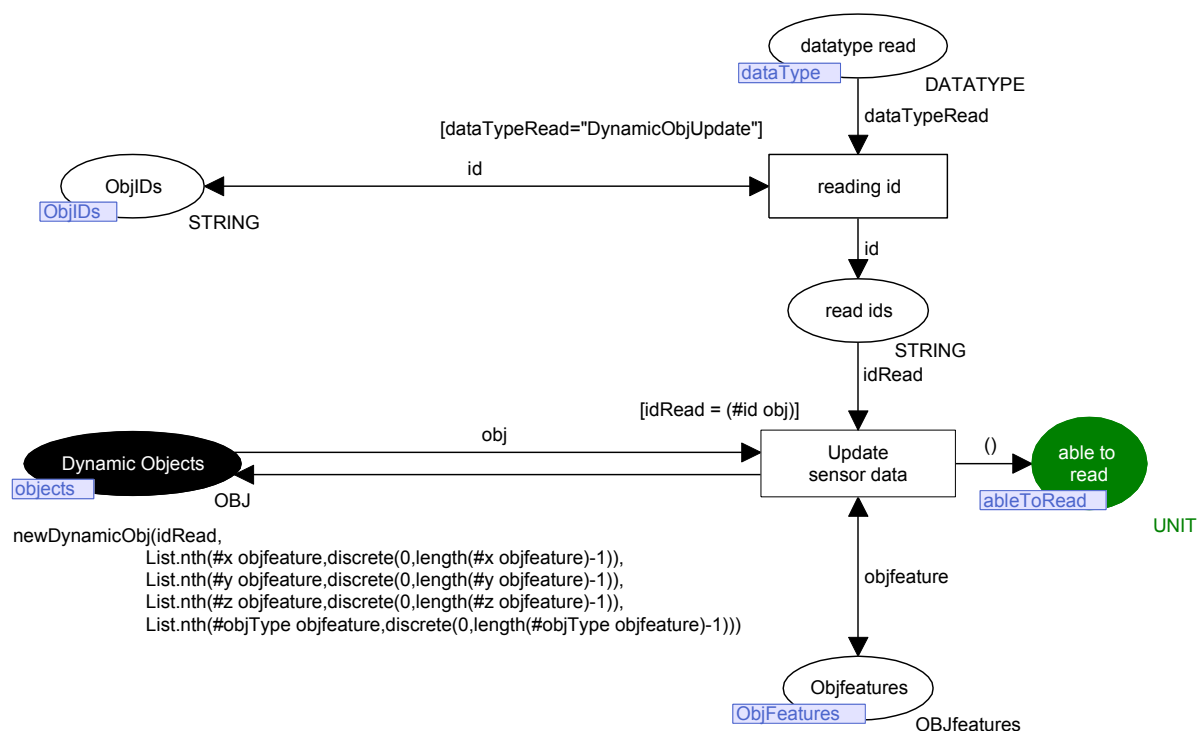 datatype read
dataType
DATATYPE
dataTypeRead
[dataTypeRead="DynamicObjUpdate"]
id
ObjIDs
ObjIDs
STRING
reading id
id
read ids
STRING
idRead
[idRead = (#id obj)]
obj
Dynamic Objects
objects
OBJ
Update
sensor data
()
able to
read
ableToRead
UNIT
newDynamicObj(idRead,
List.nth(#x objfeature,discrete(0,length(#x objfeature)-1)),
List.nth(#y objfeature,discrete(0,length(#y objfeature)-1)),
List.nth(#z objfeature,discrete(0,length(#z objfeature)-1)),
List.nth(#objType objfeature,discrete(0,length(#objType objfeature)-1)))
objfeature
Objfeatures
ObjFeatures
OBJfeatures